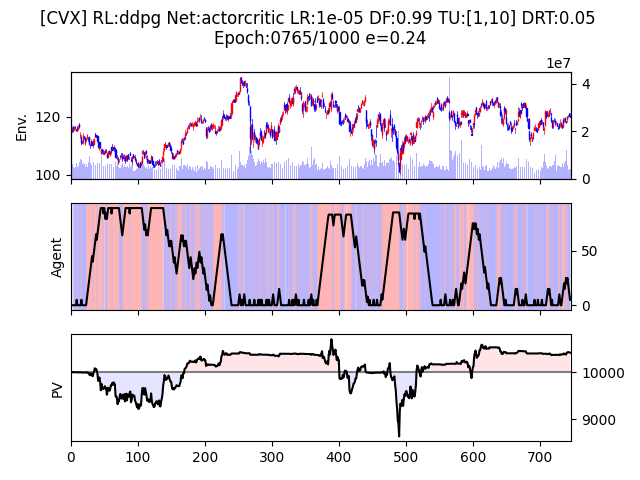 [CVX] RL:ddpg Net:actorcritic LR:1e-05 DF:0.99 TU:[1,10] DRT:0.05
Epoch:0765/1000 e=0.24
1e7
Env.
120
100
4
2
0
Agent
50
0
PV
10000
9000
0 100 200 300 400 500 600 700